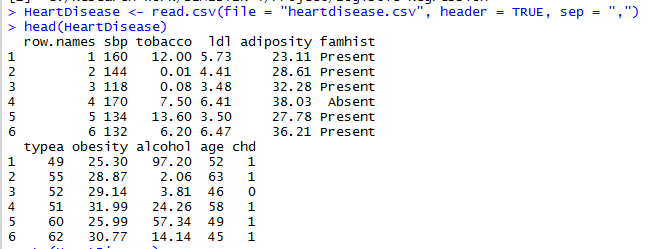 > HeartDisease <- read.csv(file = "heartdisease.csv", header = TRUE, sep = ",")
> head(HeartDisease)
row.names sbp tobacco ldl adiposity famhist
1 1 160 12.00 5.73 23.11 Present
2 2 144 0.01 4.41 28.61 Present
3 3 118 0.08 3.48 32.28 Present
4 4 170 7.50 6.41 38.03 Absent
5 5 134 13.60 3.50 27.78 Present
6 6 132 6.20 6.47 36.21 Present
typea obesity alcohol age chd
1 49 25.30 97.20 52 1
2 55 28.87 2.06 63 1
3 52 29.14 3.81 46 0
4 51 31.99 24.26 58 1
5 60 25.99 57.34 49 1
6 62 30.77 14.14 45 1